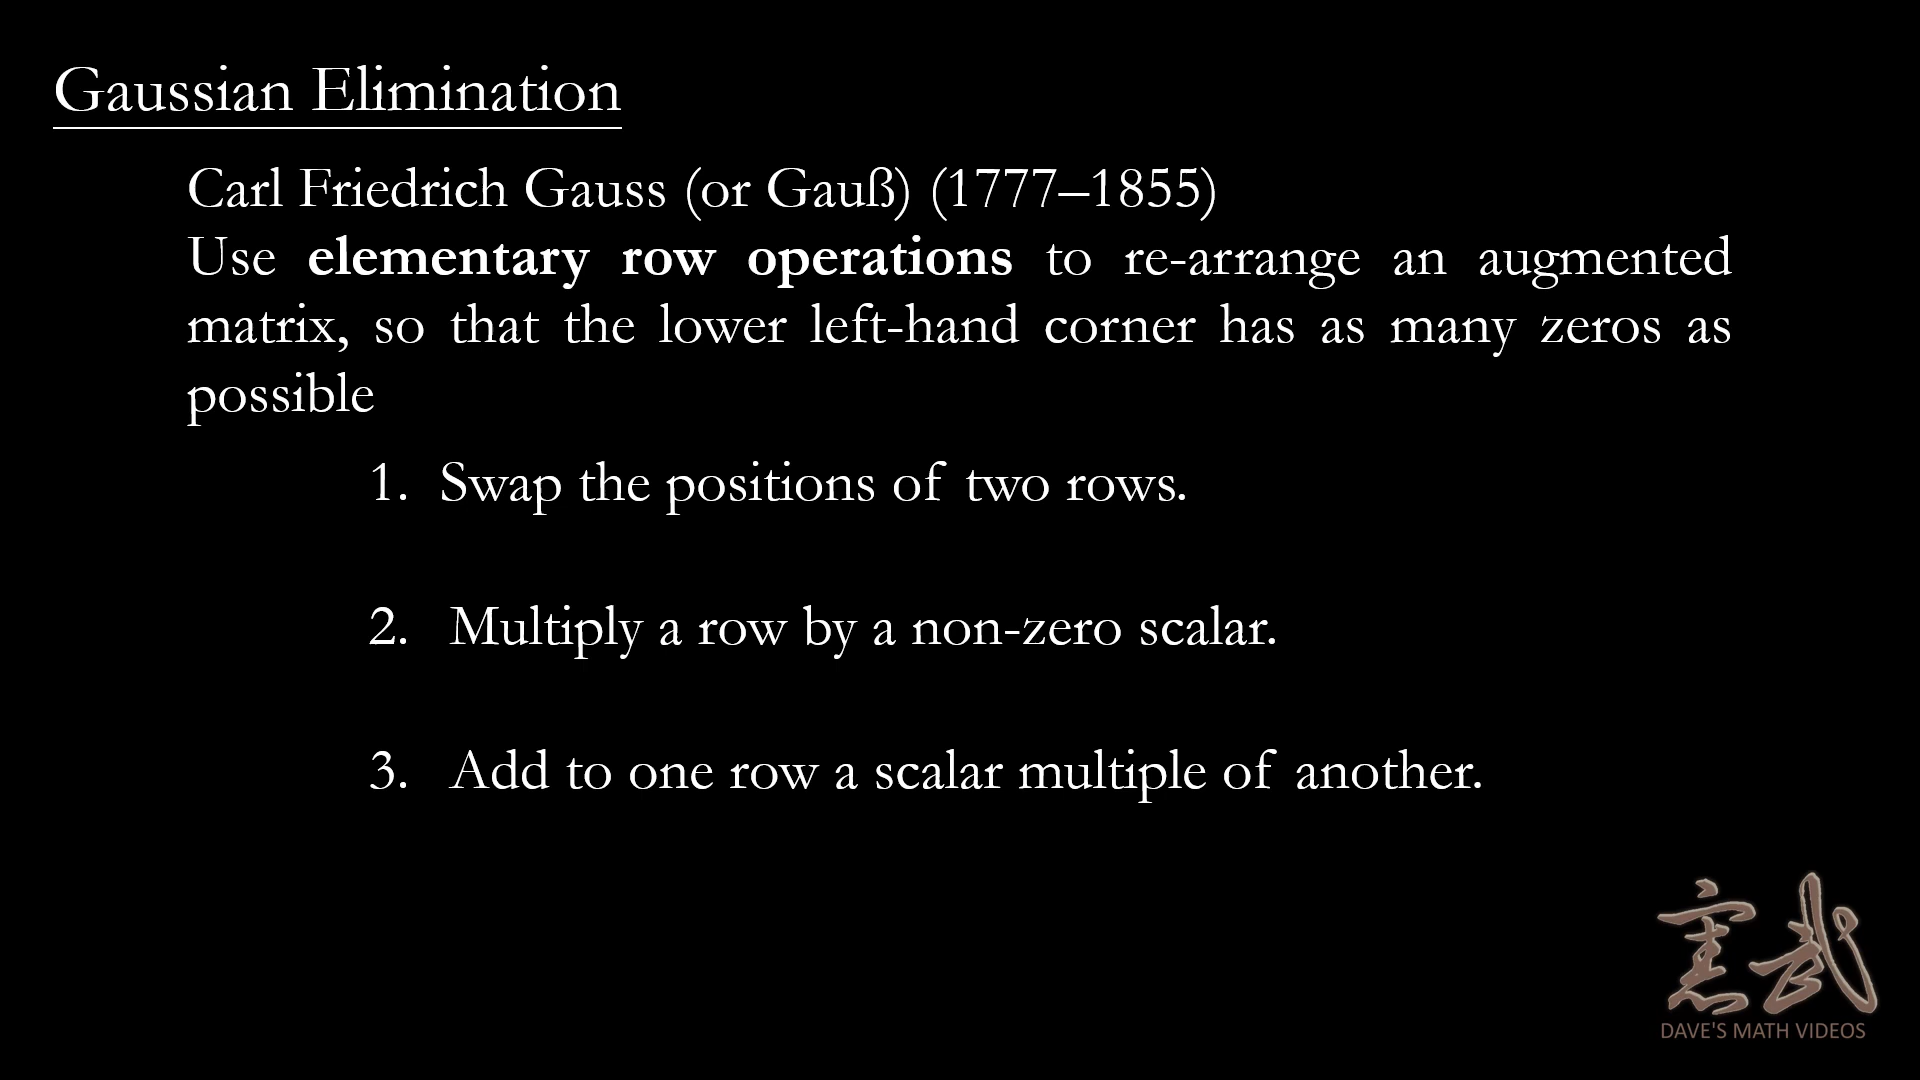 Gaussian Elimination
Carl Friedrich Gauss (or Gauß) (1777–1855)
Use elementary row operations to re-arrange an augmented
matrix, so that the lower left-hand corner has as many zeros as
possible
1. Swap the positions of two rows.
2. Multiply a row by a non-zero scalar.
3. Add to one row a scalar multiple of another.
憲武
DAVE'S MATH VIDEOS